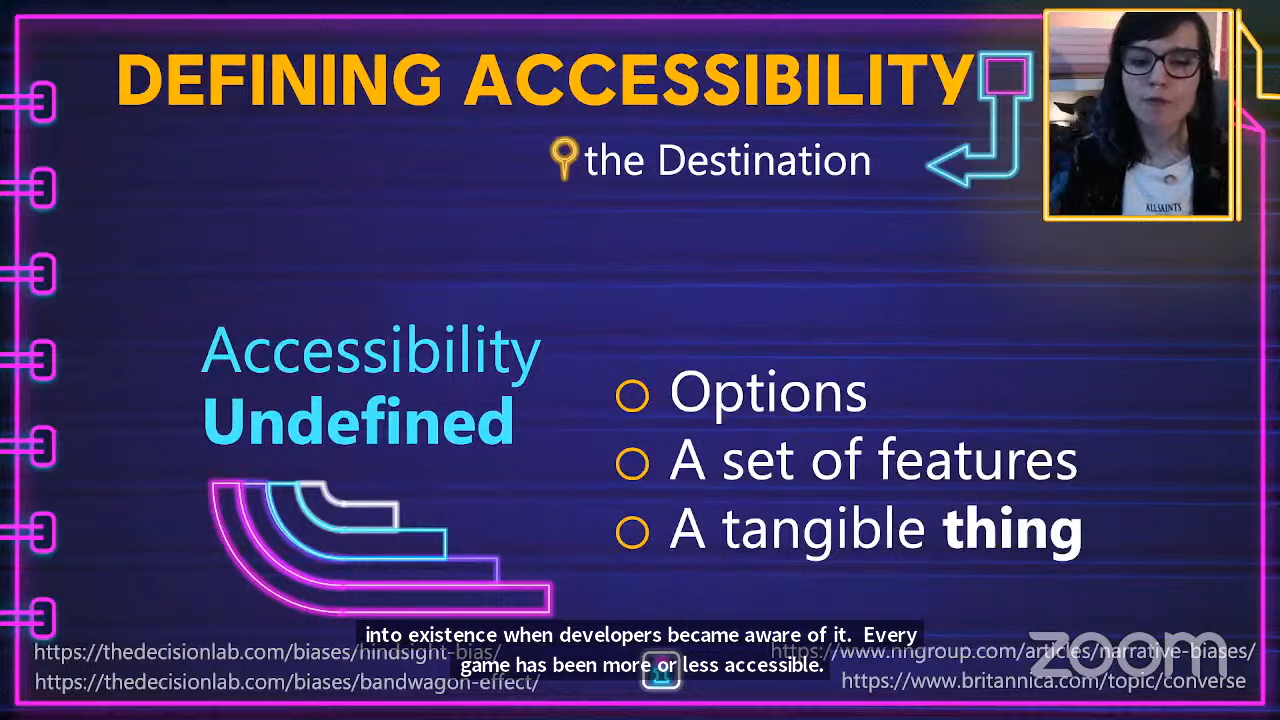 DEFINING ACCESSIBILITY
the Destination
ALLSAINTS
Accessibility
Undefined
Options
A set of features
A tangible thing
into existence when developers became aware of it. Every
game has been more or less accessible.
https://thedecisionlab.com/biases/hindsight-bias/
https://thedecisionlab.com/biases/bandwagon-effect/
https://www.nngroup.com/articles/narrative-biases/
https://www.britannica.com/topic/converse
zoom